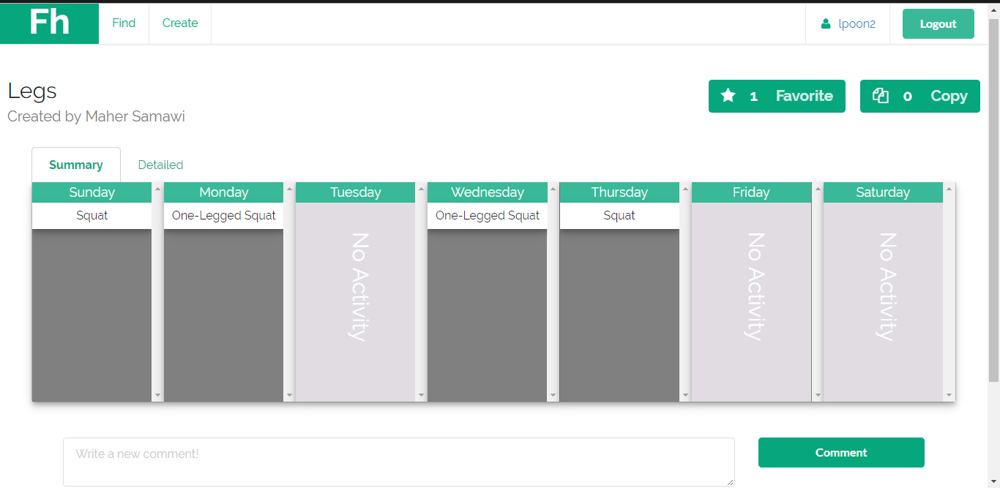 Fh
Find
Create
lpoon2
Logout
Legs
Created by Maher Samawi
1 Favorite
0 Copy
Summary
Detailed
Sunday
Monday
Tuesday
Wednesday
Thursday
Friday
Saturday
Squat
One-Legged Squat
No Activity
One-Legged Squat
Squat
No Activity
No Activity
Write a new comment!
Comment